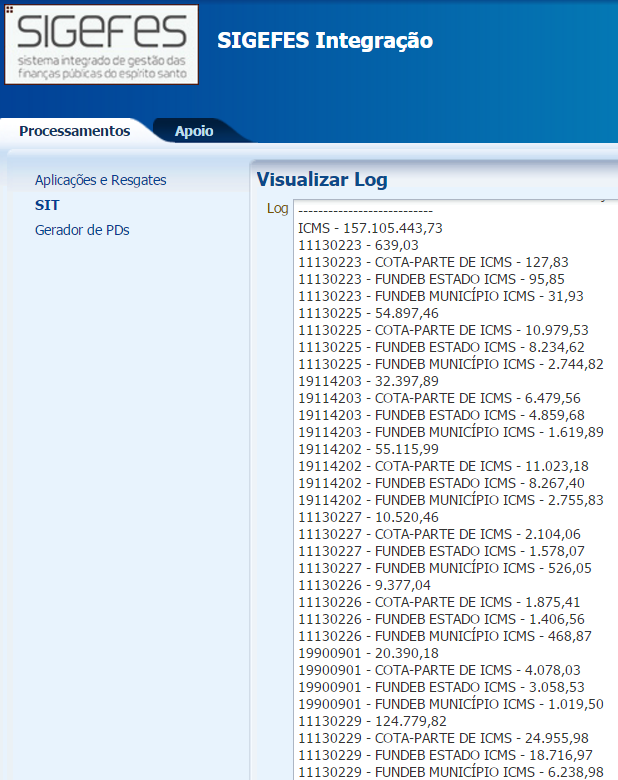 SIGEFES
sistema integrado de gestão das
finanças públicas do espírito santo
SIGEFES Integração
Processamentos
Apoio
Aplicações e Resgates
SIT
Gerador de PDs
Visualizar Log
Log
---------------------------
ICMS - 157.105.443,73
11130223 - 639,03
11130223 - COTA-PARTE DE ICMS - 127,83
11130223 - FUNDEB ESTADO ICMS - 95,85
11130223 - FUNDEB MUNICÍPIO ICMS - 31,93
11130225 - 54.897,46
11130225 - COTA-PARTE DE ICMS - 10.979,53
11130225 - FUNDEB ESTADO ICMS - 8.234,62
11130225 - FUNDEB MUNICÍPIO ICMS - 2.744,82
19114203 - 32.397,89
19114203 - COTA-PARTE DE ICMS - 6.479,56
19114203 - FUNDEB ESTADO ICMS - 4.859,68
19114203 - FUNDEB MUNICÍPIO ICMS - 1.619,89
19114202 - 55.115,99
19114202 - COTA-PARTE DE ICMS - 11.023,18
19114202 - FUNDEB ESTADO ICMS - 8.267,40
19114202 - FUNDEB MUNICÍPIO ICMS - 2.755,83
11130227 - 10.520,46
11130227 - COTA-PARTE DE ICMS - 2.104,06
11130227 - FUNDEB ESTADO ICMS - 1.578,07
11130227 - FUNDEB MUNICÍPIO ICMS - 526,05
11130226 - 9.377,04
11130226 - COTA-PARTE DE ICMS - 1.875,41
11130226 - FUNDEB ESTADO ICMS - 1.406,56
11130226 - FUNDEB MUNICÍPIO ICMS - 468,87
19900901 - 20.390,18
19900901 - COTA-PARTE DE ICMS - 4.078,03
19900901 - FUNDEB ESTADO ICMS - 3.058,53
19900901 - FUNDEB MUNICÍPIO ICMS - 1.019,50
11130229 - 124.779,82
11130229 - COTA-PARTE DE ICMS - 24.955,98
11130229 - FUNDEB ESTADO ICMS - 18.716,97
11130229 - FUNDEB MUNICÍPIO ICMS - 6.238,98